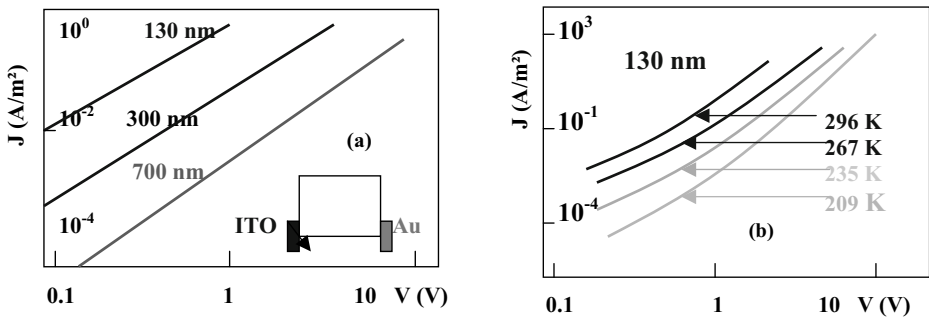 J (A/m²)
10⁰
130 nm
10⁻²
300 nm
(a)
700 nm
10⁻⁴
ITO
Au
0.1
1
10
V (V)
J (A/m²)
10³
130 nm
10⁻¹
296 K
267 K
235 K
10⁻⁴
209 K
(b)
0.1
1
10
V (V)